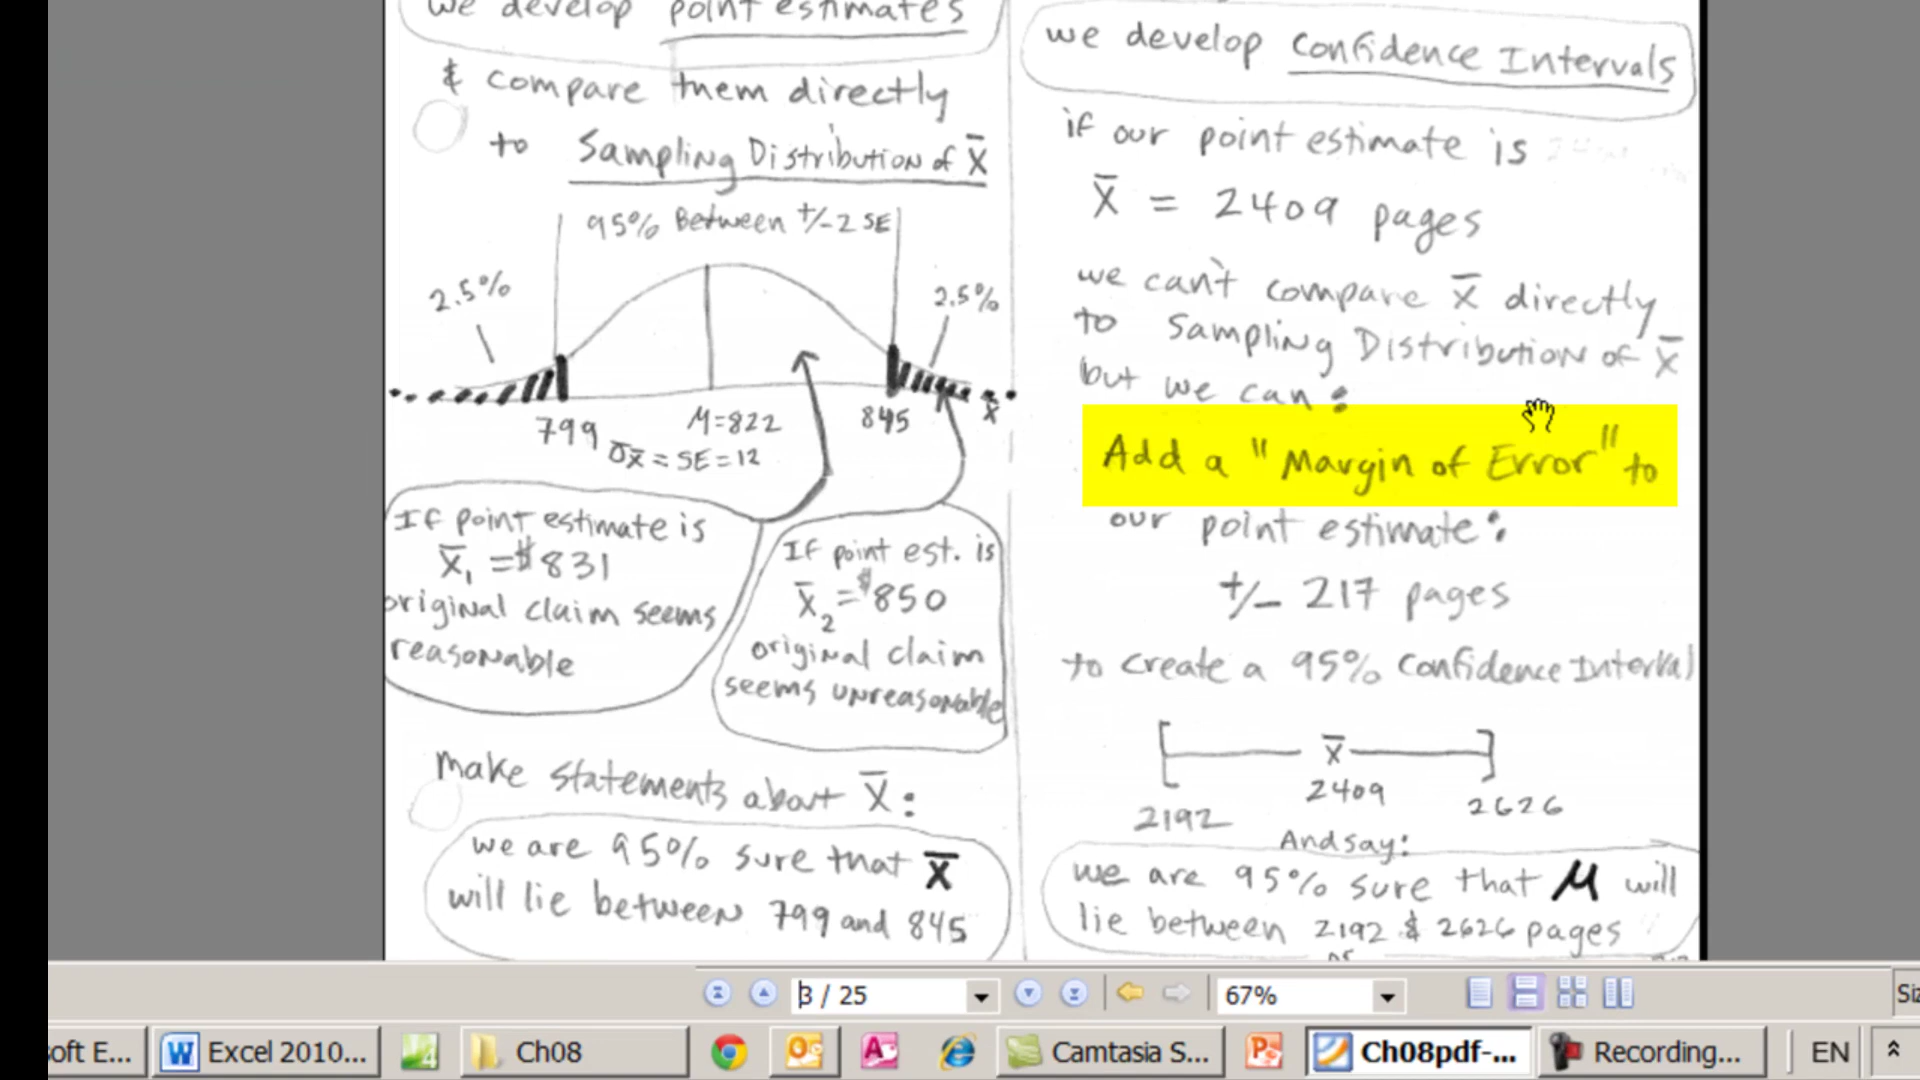 we develop point estimates
& compare them directly
to Sampling Distribution of x̄
95% Between +/-2 SE
2.5%
2.5%
799
M=822
845
x̄
σx̄ = SE = 12
If point estimate is
x̄₁ = $831
original claim seems
reasonable
If point est. is
x̄₂ = $850
original claim
seems unreasonable
Make statements about x̄:
we are 95% sure that x̄
will lie between 799 and 845
we develop Confidence Intervals
if our point estimate is
x̄ = 2409 pages
we can't compare x̄ directly
to Sampling Distribution of x̄
but we can:
Add a "Margin of Error" to
our point estimate:
+/- 217 pages
to create a 95% Confidence Interval
x̄
2409
2192
2626
And say:
we are 95% sure that M will
lie between 2192 & 2626 pages
3 / 25
67%
Siz
oft E...
Excel 2010...
Ch08
Camtasia S...
Ch08pdf-...
Recording...
EN